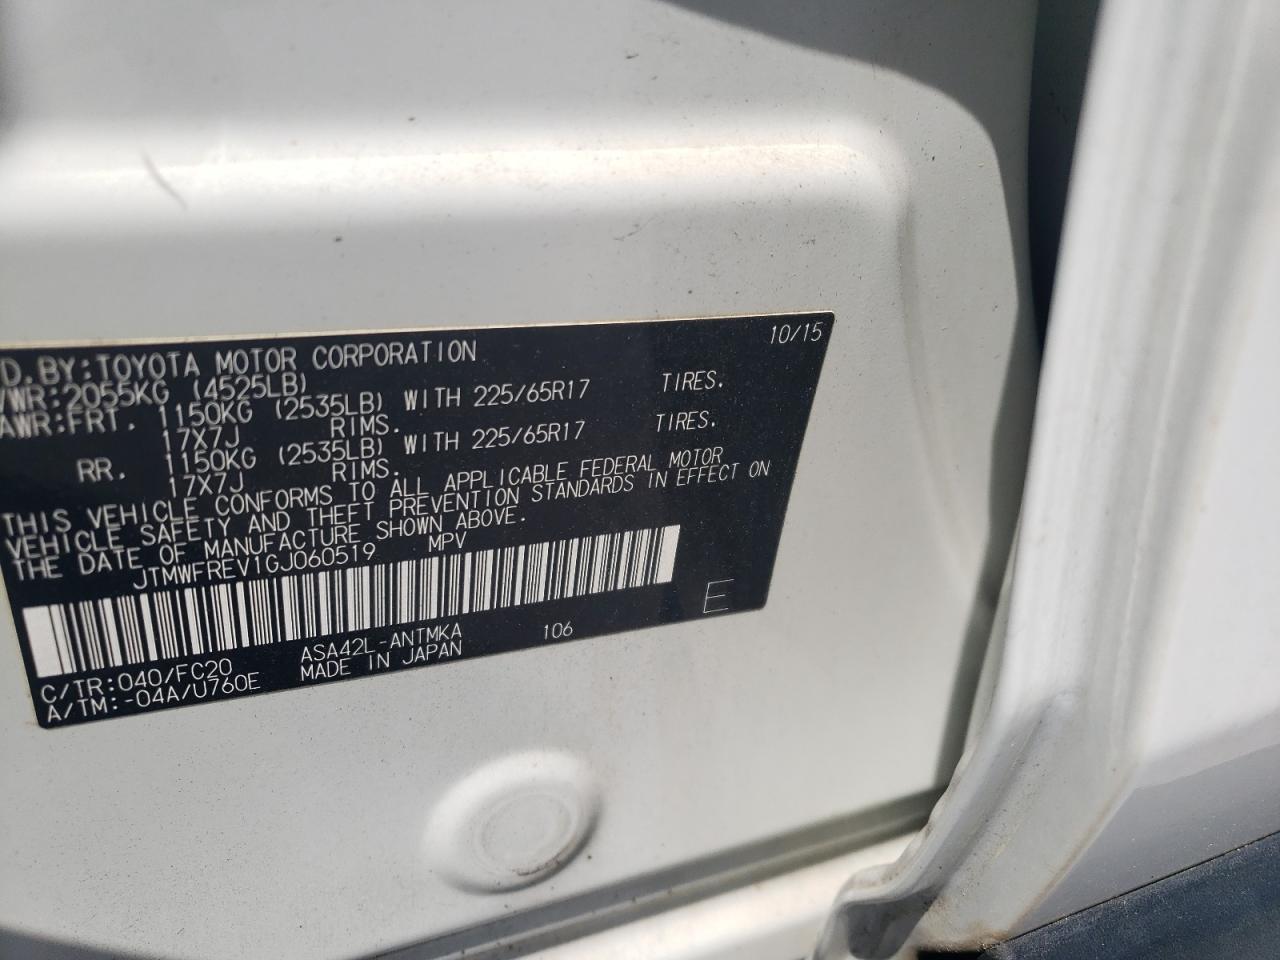 D. BY:TOYOTA MOTOR CORPORATION 10/15
VWR:2055KG (4525LB)
AWR:FRT. 1150KG (2535LB) WITH 225/65R17 TIRES.
17X7J RIMS.
RR. 1150KG (2535LB) WITH 225/65R17 TIRES.
17X7J RIMS.
THIS VEHICLE CONFORMS TO ALL APPLICABLE FEDERAL MOTOR
VEHICLE SAFETY AND THEFT PREVENTION STANDARDS IN EFFECT ON
THE DATE OF MANUFACTURE SHOWN ABOVE.
JTMWFREV1GJ060519 MPV
E
C/TR:040/FC20 ASA42L-ANTMKA 106
A/TM:-04A/U760E MADE IN JAPAN